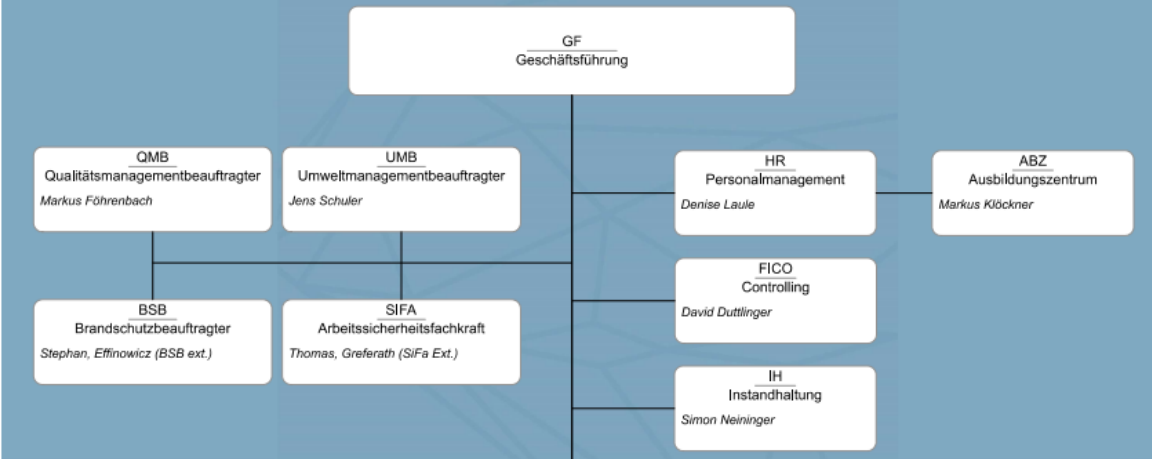 GF
Geschäftsführung
QMB
Qualitätsmanagementbeauftragter
Markus Föhrenbach
UMB
Umweltmanagementbeauftragter
Jens Schuler
HR
Personalmanagement
Denise Laule
ABZ
Ausbildungszentrum
Markus Klöckner
FICO
Controlling
David Duttlinger
BSB
Brandschutzbeauftragter
Stephan, Effinowicz (BSB ext.)
SIFA
Arbeitssicherheitsfachkraft
Thomas, Greferath (SiFa Ext.)
IH
Instandhaltung
Simon Neininger